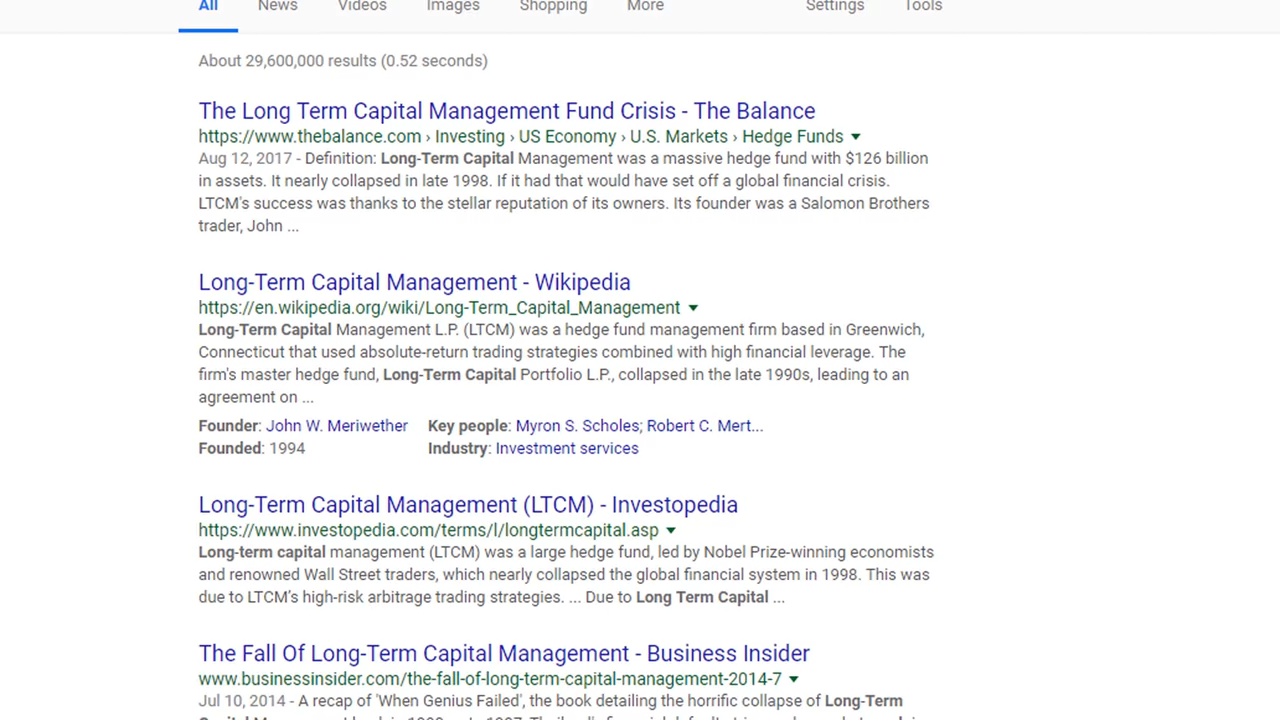 All News Videos Images Shopping More Settings Tools
About 29,600,000 results (0.52 seconds)
The Long Term Capital Management Fund Crisis - The Balance
https://www.thebalance.com › Investing › US Economy › U.S. Markets › Hedge Funds
Aug 12, 2017 - Definition: Long-Term Capital Management was a massive hedge fund with $126 billion
in assets. It nearly collapsed in late 1998. If it had that would have set off a global financial crisis.
LTCM's success was thanks to the stellar reputation of its owners. Its founder was a Salomon Brothers
trader, John ...
Long-Term Capital Management - Wikipedia
https://en.wikipedia.org/wiki/Long-Term_Capital_Management
Long-Term Capital Management L.P. (LTCM) was a hedge fund management firm based in Greenwich,
Connecticut that used absolute-return trading strategies combined with high financial leverage. The
firm's master hedge fund, Long-Term Capital Portfolio L.P., collapsed in the late 1990s, leading to an
agreement on ...
Founder: John W. Meriwether Key people: Myron S. Scholes; Robert C. Mert...
Founded: 1994 Industry: Investment services
Long-Term Capital Management (LTCM) - Investopedia
https://www.investopedia.com/terms/l/longtermcapital.asp
Long-term capital management (LTCM) was a large hedge fund, led by Nobel Prize-winning economists
and renowned Wall Street traders, which nearly collapsed the global financial system in 1998. This was
due to LTCM's high-risk arbitrage trading strategies. ... Due to Long Term Capital ...
The Fall Of Long-Term Capital Management - Business Insider
www.businessinsider.com/the-fall-of-long-term-capital-management-2014-7
Jul 10, 2014 - A recap of 'When Genius Failed', the book detailing the horrific collapse of Long-Term